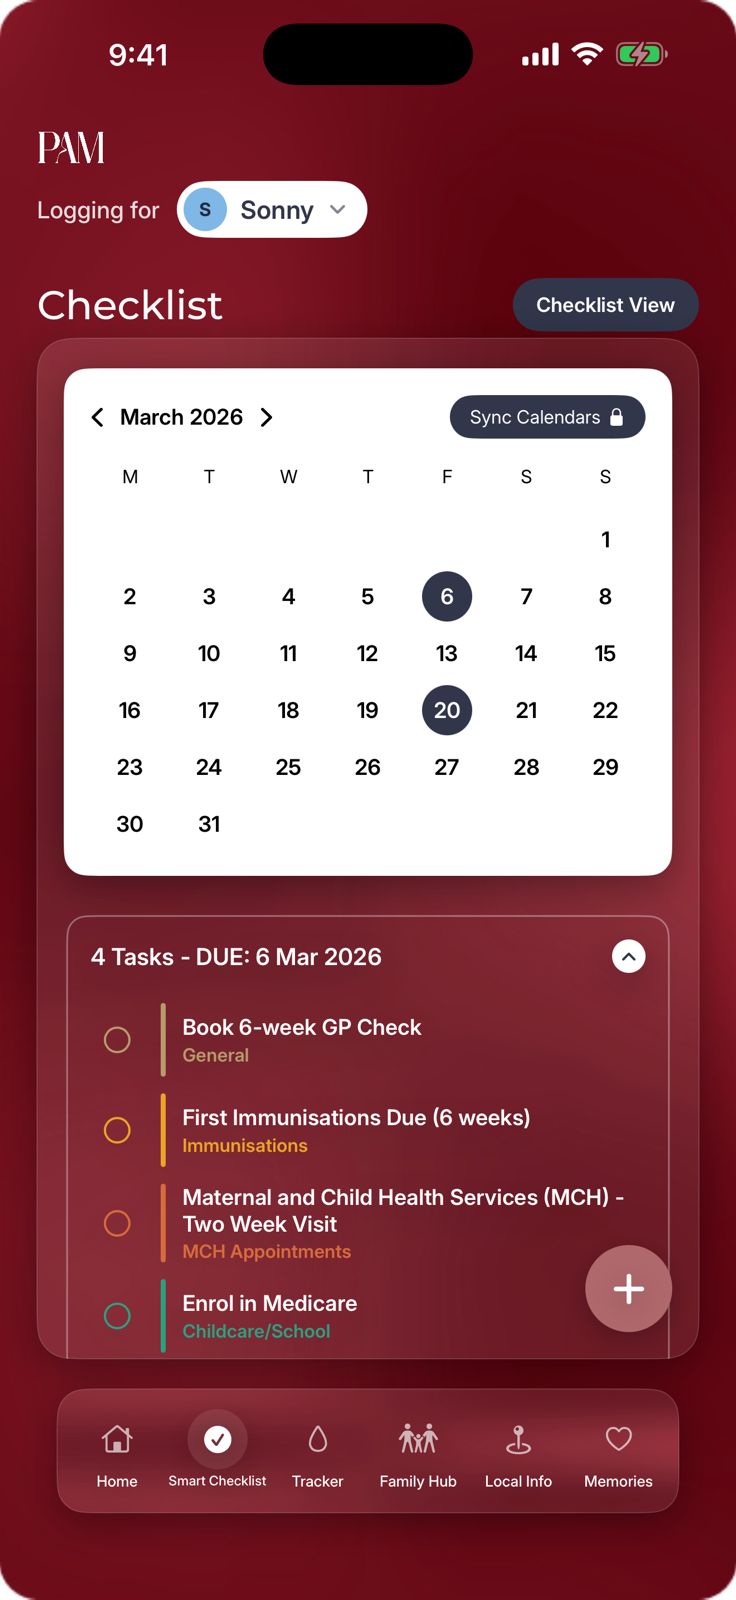 9:41
PAM
Logging for S Sonny
Checklist Checklist View
March 2026 Sync Calendars
M T W T F S S
1
2 3 4 5 6 7 8
9 10 11 12 13 14 15
16 17 18 19 20 21 22
23 24 25 26 27 28 29
30 31
4 Tasks - DUE: 6 Mar 2026
Book 6-week GP Check
General
First Immunisations Due (6 weeks)
Immunisations
Maternal and Child Health Services (MCH) -
Two Week Visit
MCH Appointments
Enrol in Medicare
Childcare/School
Home Smart Checklist Tracker Family Hub Local Info Memories